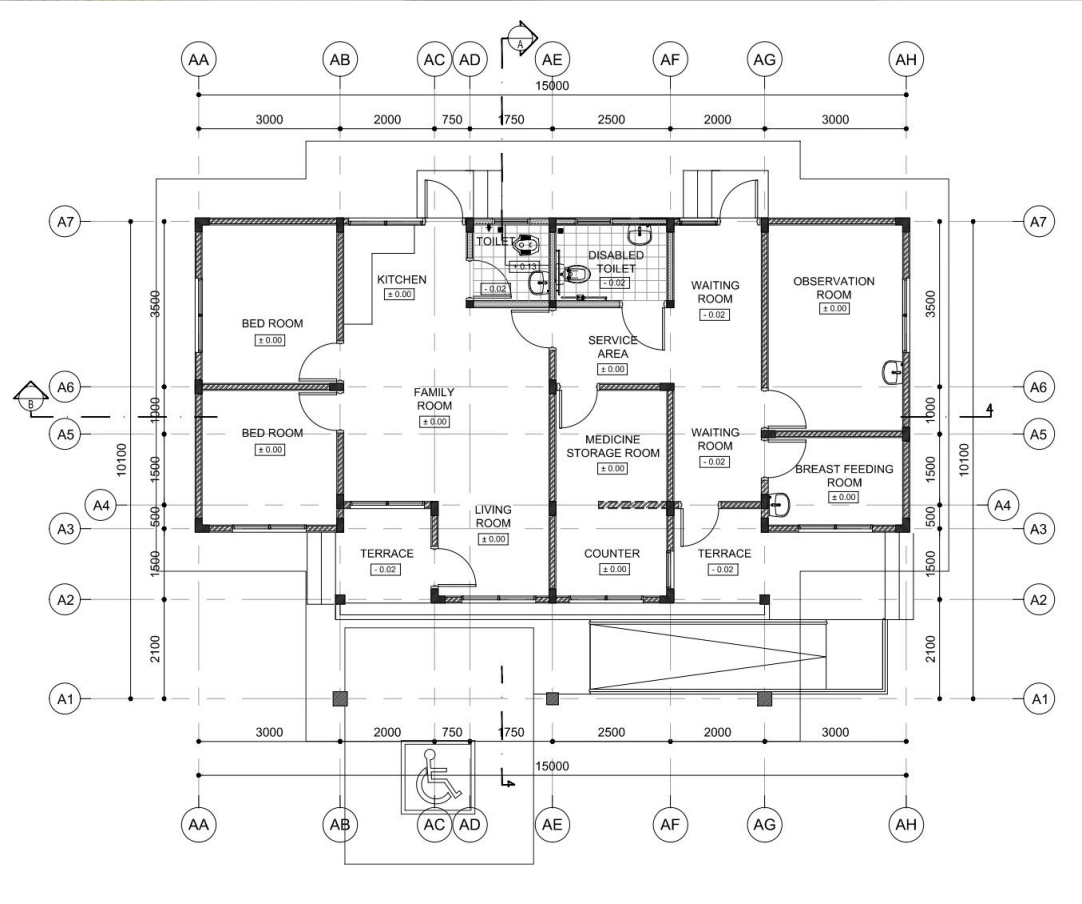 A
AA AB AC AD AE AF AG AH
15000
3000 2000 750 1750 2500 2000 3000
A7 A7
TOILET
± 0.13
- 0.02
DISABLED
TOILET
- 0.02
KITCHEN
± 0.00
WAITING
ROOM
- 0.02
OBSERVATION
ROOM
± 0.00
3500 3500
BED ROOM
± 0.00
SERVICE
AREA
± 0.00
A6 A6
B
FAMILY
ROOM
± 0.00
1000 1000
4
A5 A5
BED ROOM
± 0.00
MEDICINE
STORAGE ROOM
± 0.00
WAITING
ROOM
- 0.02
10100 10100
1500 1500
BREAST FEEDING
ROOM
± 0.00
A4 A4
LIVING
ROOM
± 0.00
500 500
A3 A3
TERRACE
- 0.02
COUNTER
± 0.00
TERRACE
- 0.02
1500 1500
A2 A2
2100 2100
A1 A1
3000 2000 750 1750 2500 2000 3000
15000
4
AA AB AC AD AE AF AG AH